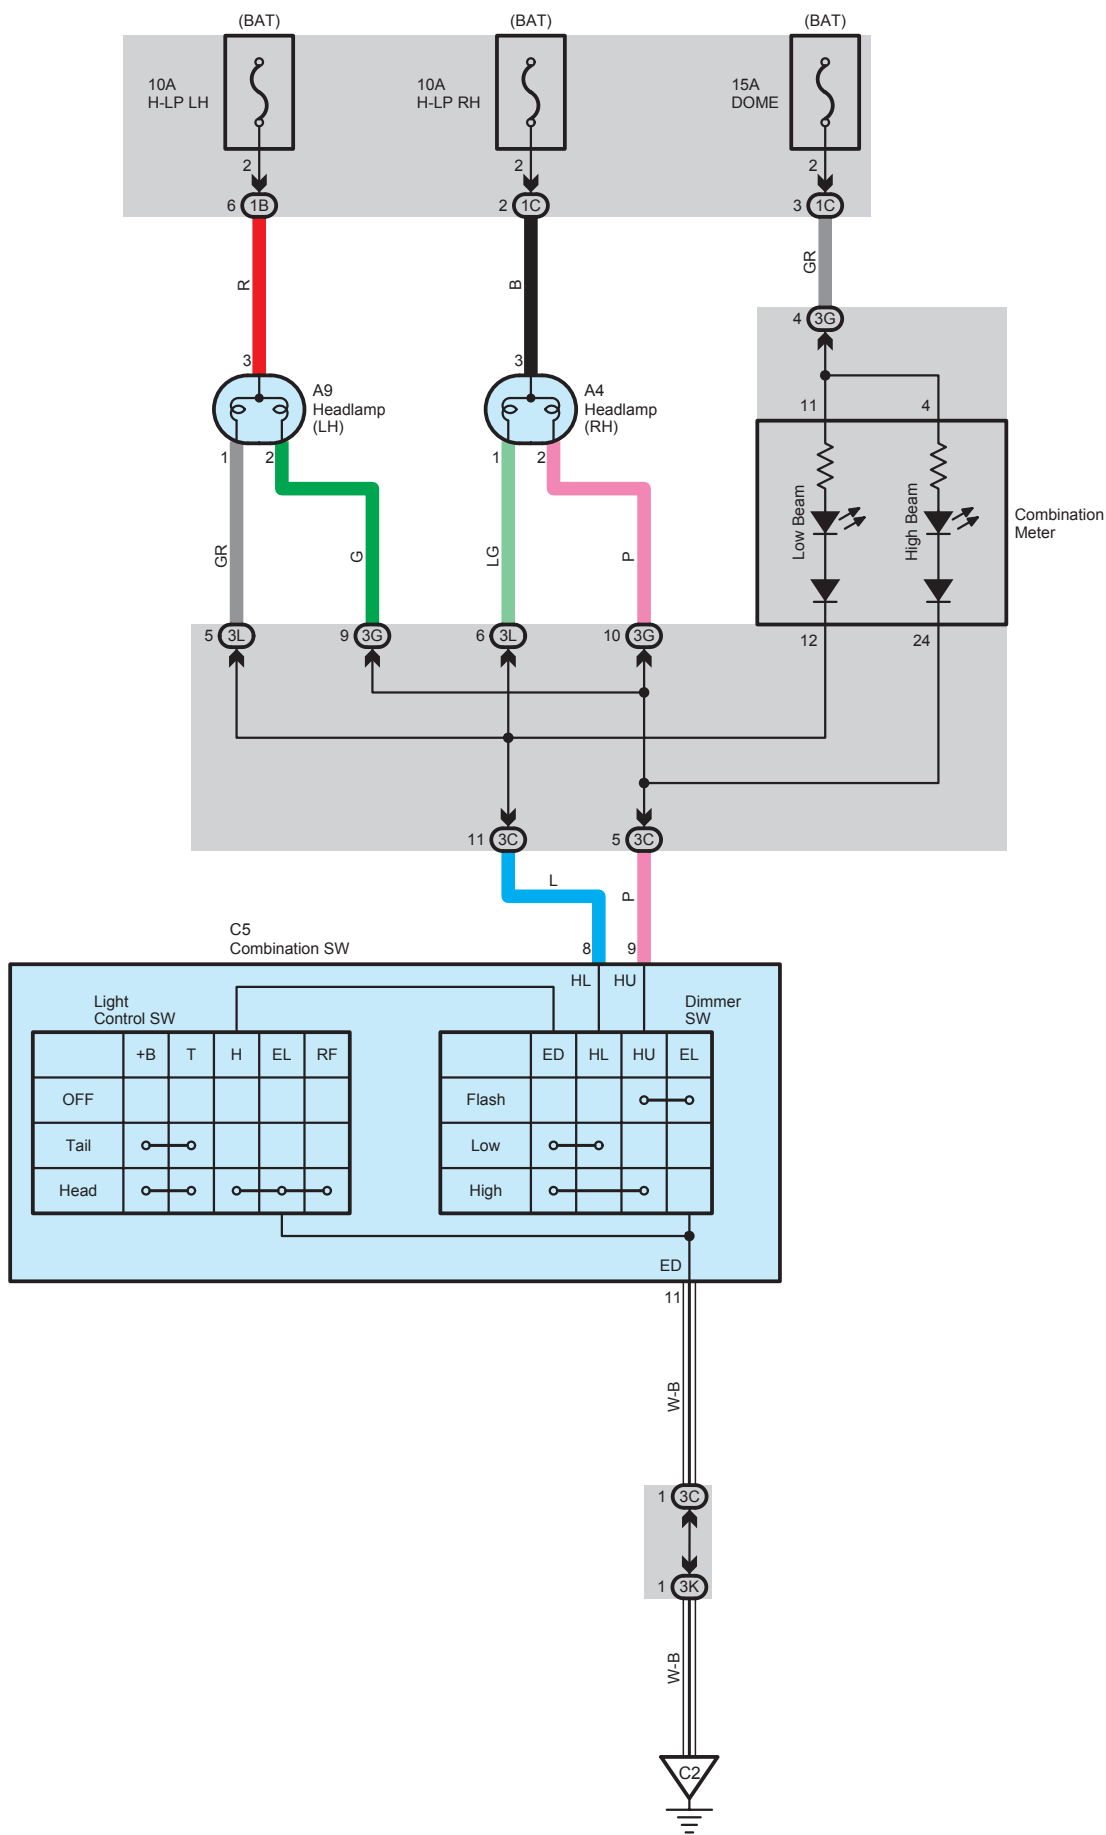 (BAT) (BAT) (BAT)
10A 10A 15A
H-LP LH H-LP RH DOME
2 2 2
6 1B 2 1C 3 1C
R B GR
4 3G
3 3
A9 A4
Headlamp Headlamp
(LH) (RH)
11 4
1 2 1 2
Low Beam High Beam
Combination
Meter
GR G LG P
5 3L 9 3G 6 3L 10 3G
12 24
11 3C 5 3C
L P
C5
Combination SW
8 9
HL HU
Light
Control SW
Dimmer
SW
+B T H EL RF
ED HL HU EL
OFF Flash
Tail Low
Head High
ED
11
W-B
1 3C
1 3K
W-B
C2